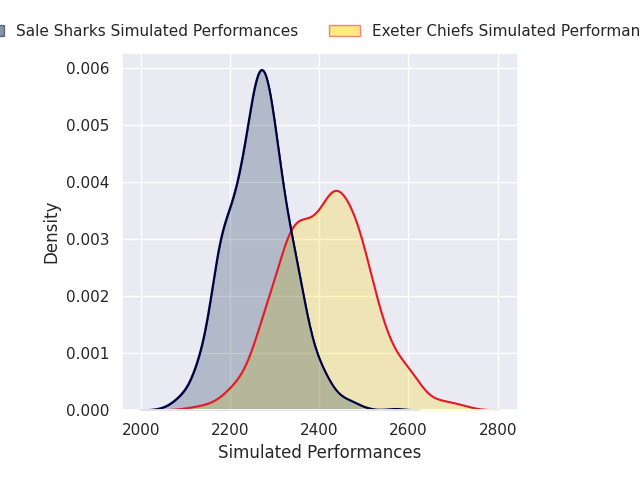 Sale Sharks Simulated Performances Exeter Chiefs Simulated
0.006
0.005
0.004
0.003
0.002
0.001
0.000
Density
2000 2200 2400 2600 2800
Simulated Performances